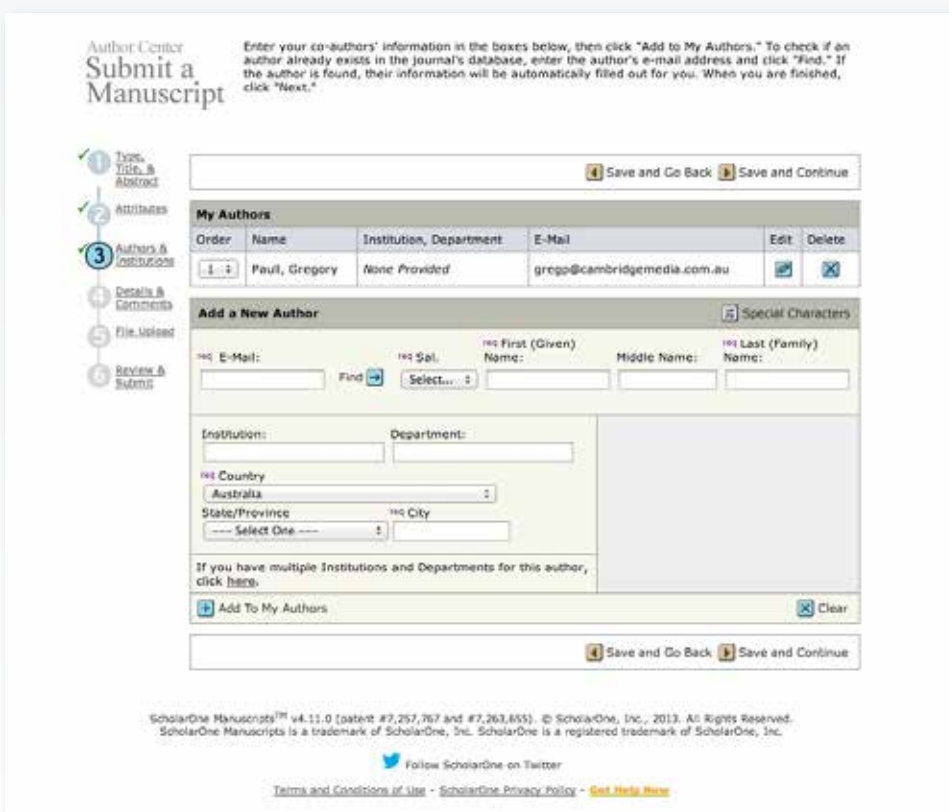 Author Center
Submit a
Manuscript
Enter your co-authors' information in the boxes below, then click "Add to My Authors." To check if an
author already exists in the journal's database, enter the author's e-mail address and click "Find." If
the author is found, their information will be automatically filled out for you. When you are finished,
click "Next."
1 Type,
Title, &
Abstract
2 Attributes
3 Authors &
Institutions
4 Details &
Comments
5 File Upload
6 Review &
Submit
Save and Go Back Save and Continue
My Authors
Order Name Institution, Department E-Mail Edit Delete
1 Paull, Gregory None Provided gregp@cambridgemedia.com.au
Add a New Author Special Characters
req E-Mail: Find req Sal. Select... req First (Given)
Name: Middle Name: req Last (Family)
Name:
Institution: Department:
req Country
Australia
State/Province req City
--- Select One ---
If you have multiple Institutions and Departments for this author,
click here.
Add To My Authors Clear
Save and Go Back Save and Continue
ScholarOne Manuscripts™ v4.11.0 (patent #7,257,767 and #7,263,655). © ScholarOne, Inc., 2013. All Rights Reserved.
ScholarOne Manuscripts is a trademark of ScholarOne, Inc. ScholarOne is a registered trademark of ScholarOne, Inc.
Follow ScholarOne on Twitter
Terms and Conditions of Use - ScholarOne Privacy Policy - Get Help Now